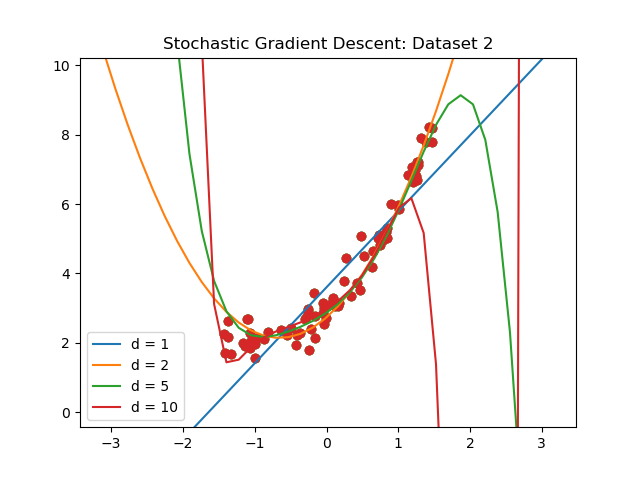 Stochastic Gradient Descent: Dataset 2
10
8
6
4
2
0
d = 1
d = 2
d = 5
d = 10
−3 −2 −1 0 1 2 3